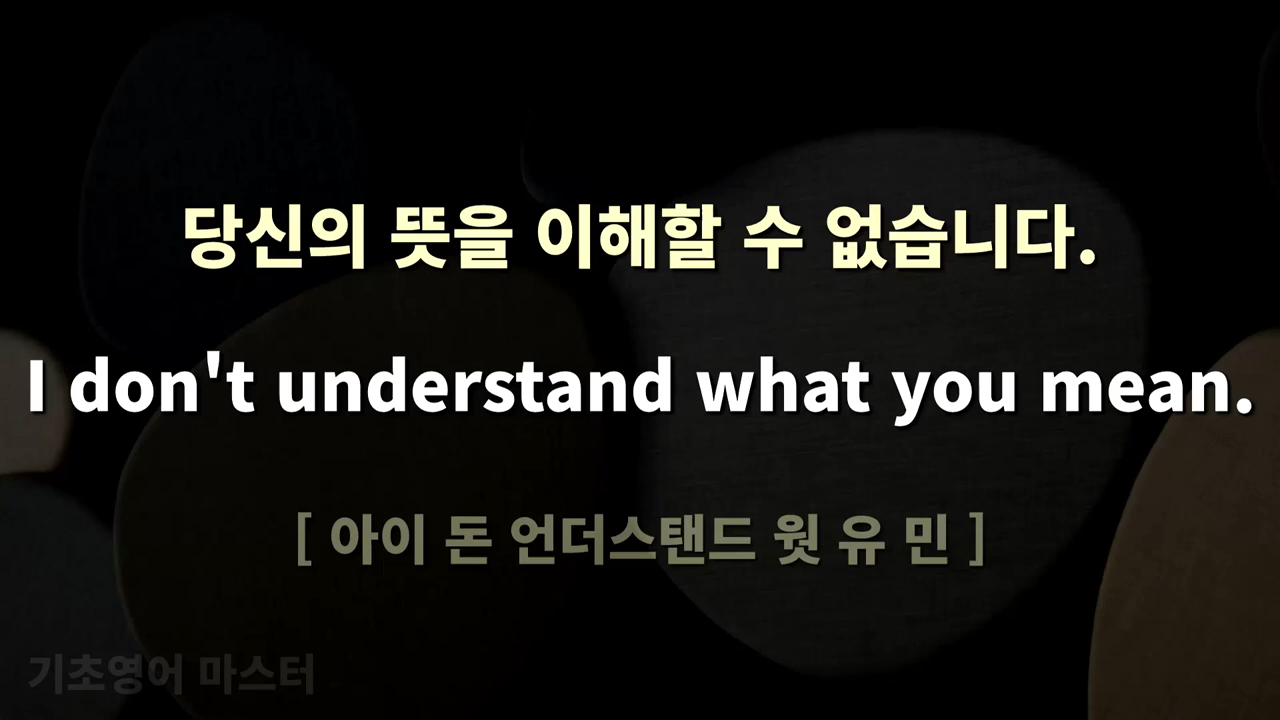 당신의 뜻을 이해할 수 없습니다.
I don't understand what you mean.
[ 아이 돈 언더스탠드 왓 유 민 ]
기초영어 마스터